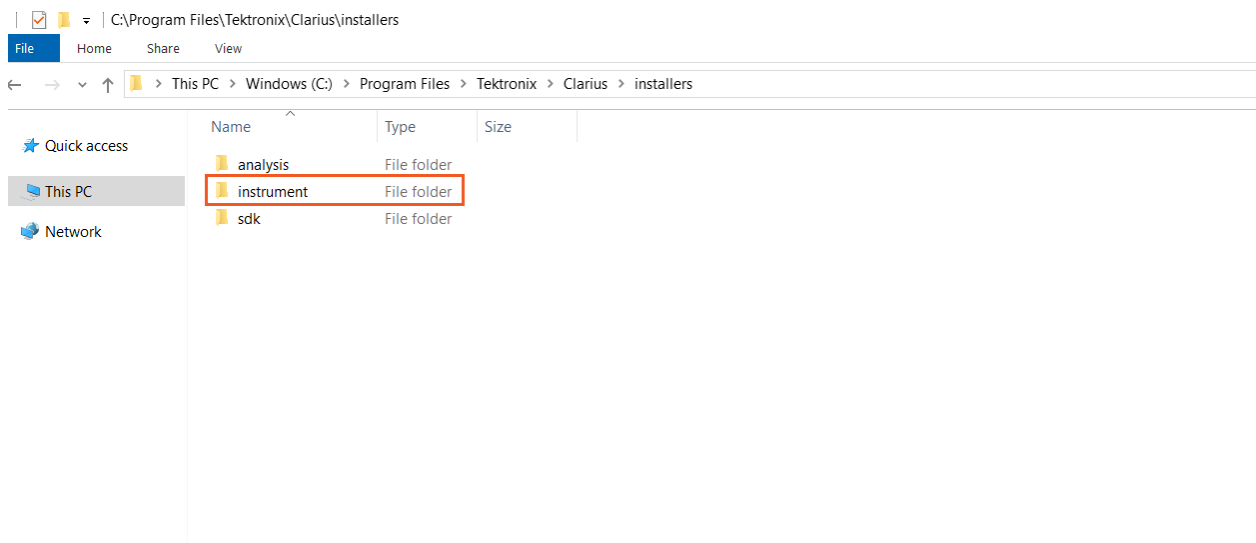 C:\Program Files\Tektronix\Clarius\installers
File Home Share View
This PC > Windows (C:) > Program Files > Tektronix > Clarius > installers
Name Type Size
Quick access
analysis File folder
This PC
instrument File folder
sdk File folder
Network